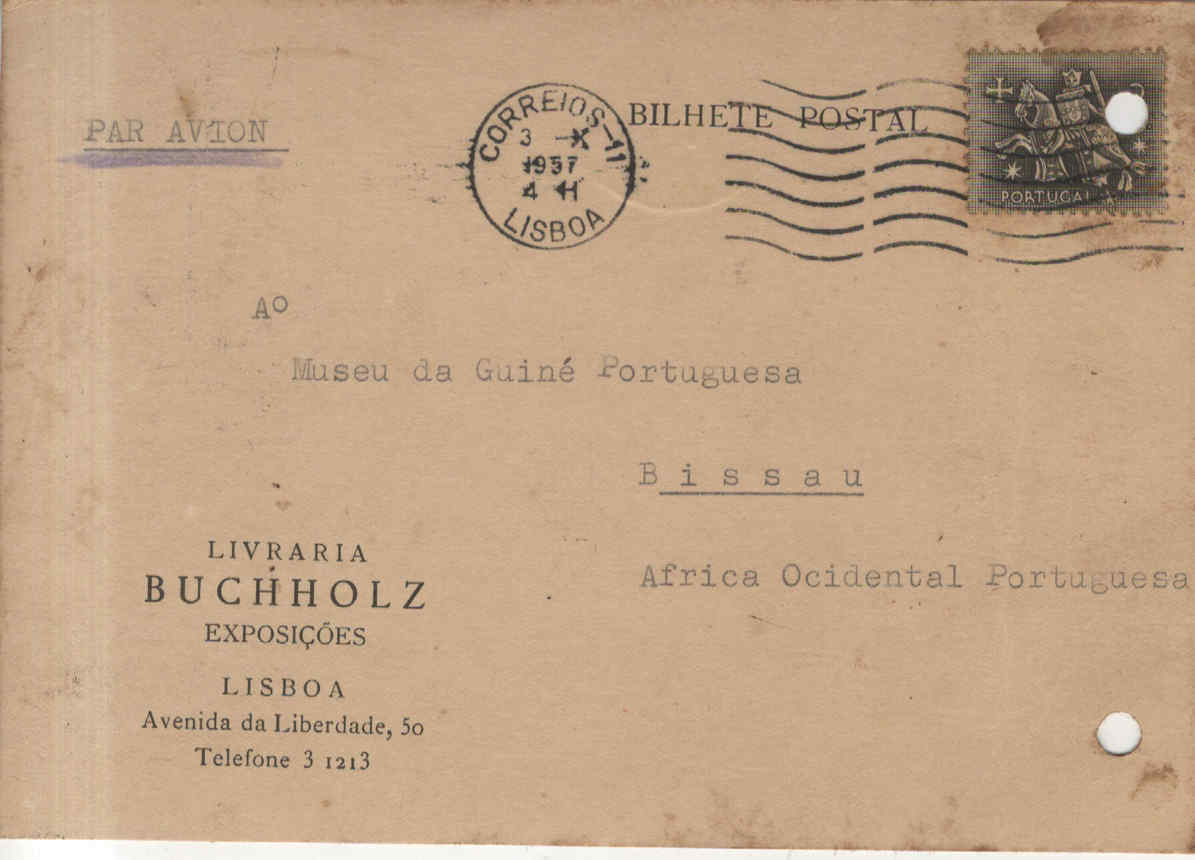 PAR AVION
CORREIOS-11
3 -X
1957
4 H
LISBOA
BILHETE POSTAL
PORTUGAL
Aº
Museu da Guiné Portuguesa
Bissau
Africa Ocidental Portuguesa
LIVRARIA
BUCHHOLZ
EXPOSIÇÕES
LISBOA
Avenida da Liberdade, 50
Telefone 3 1213